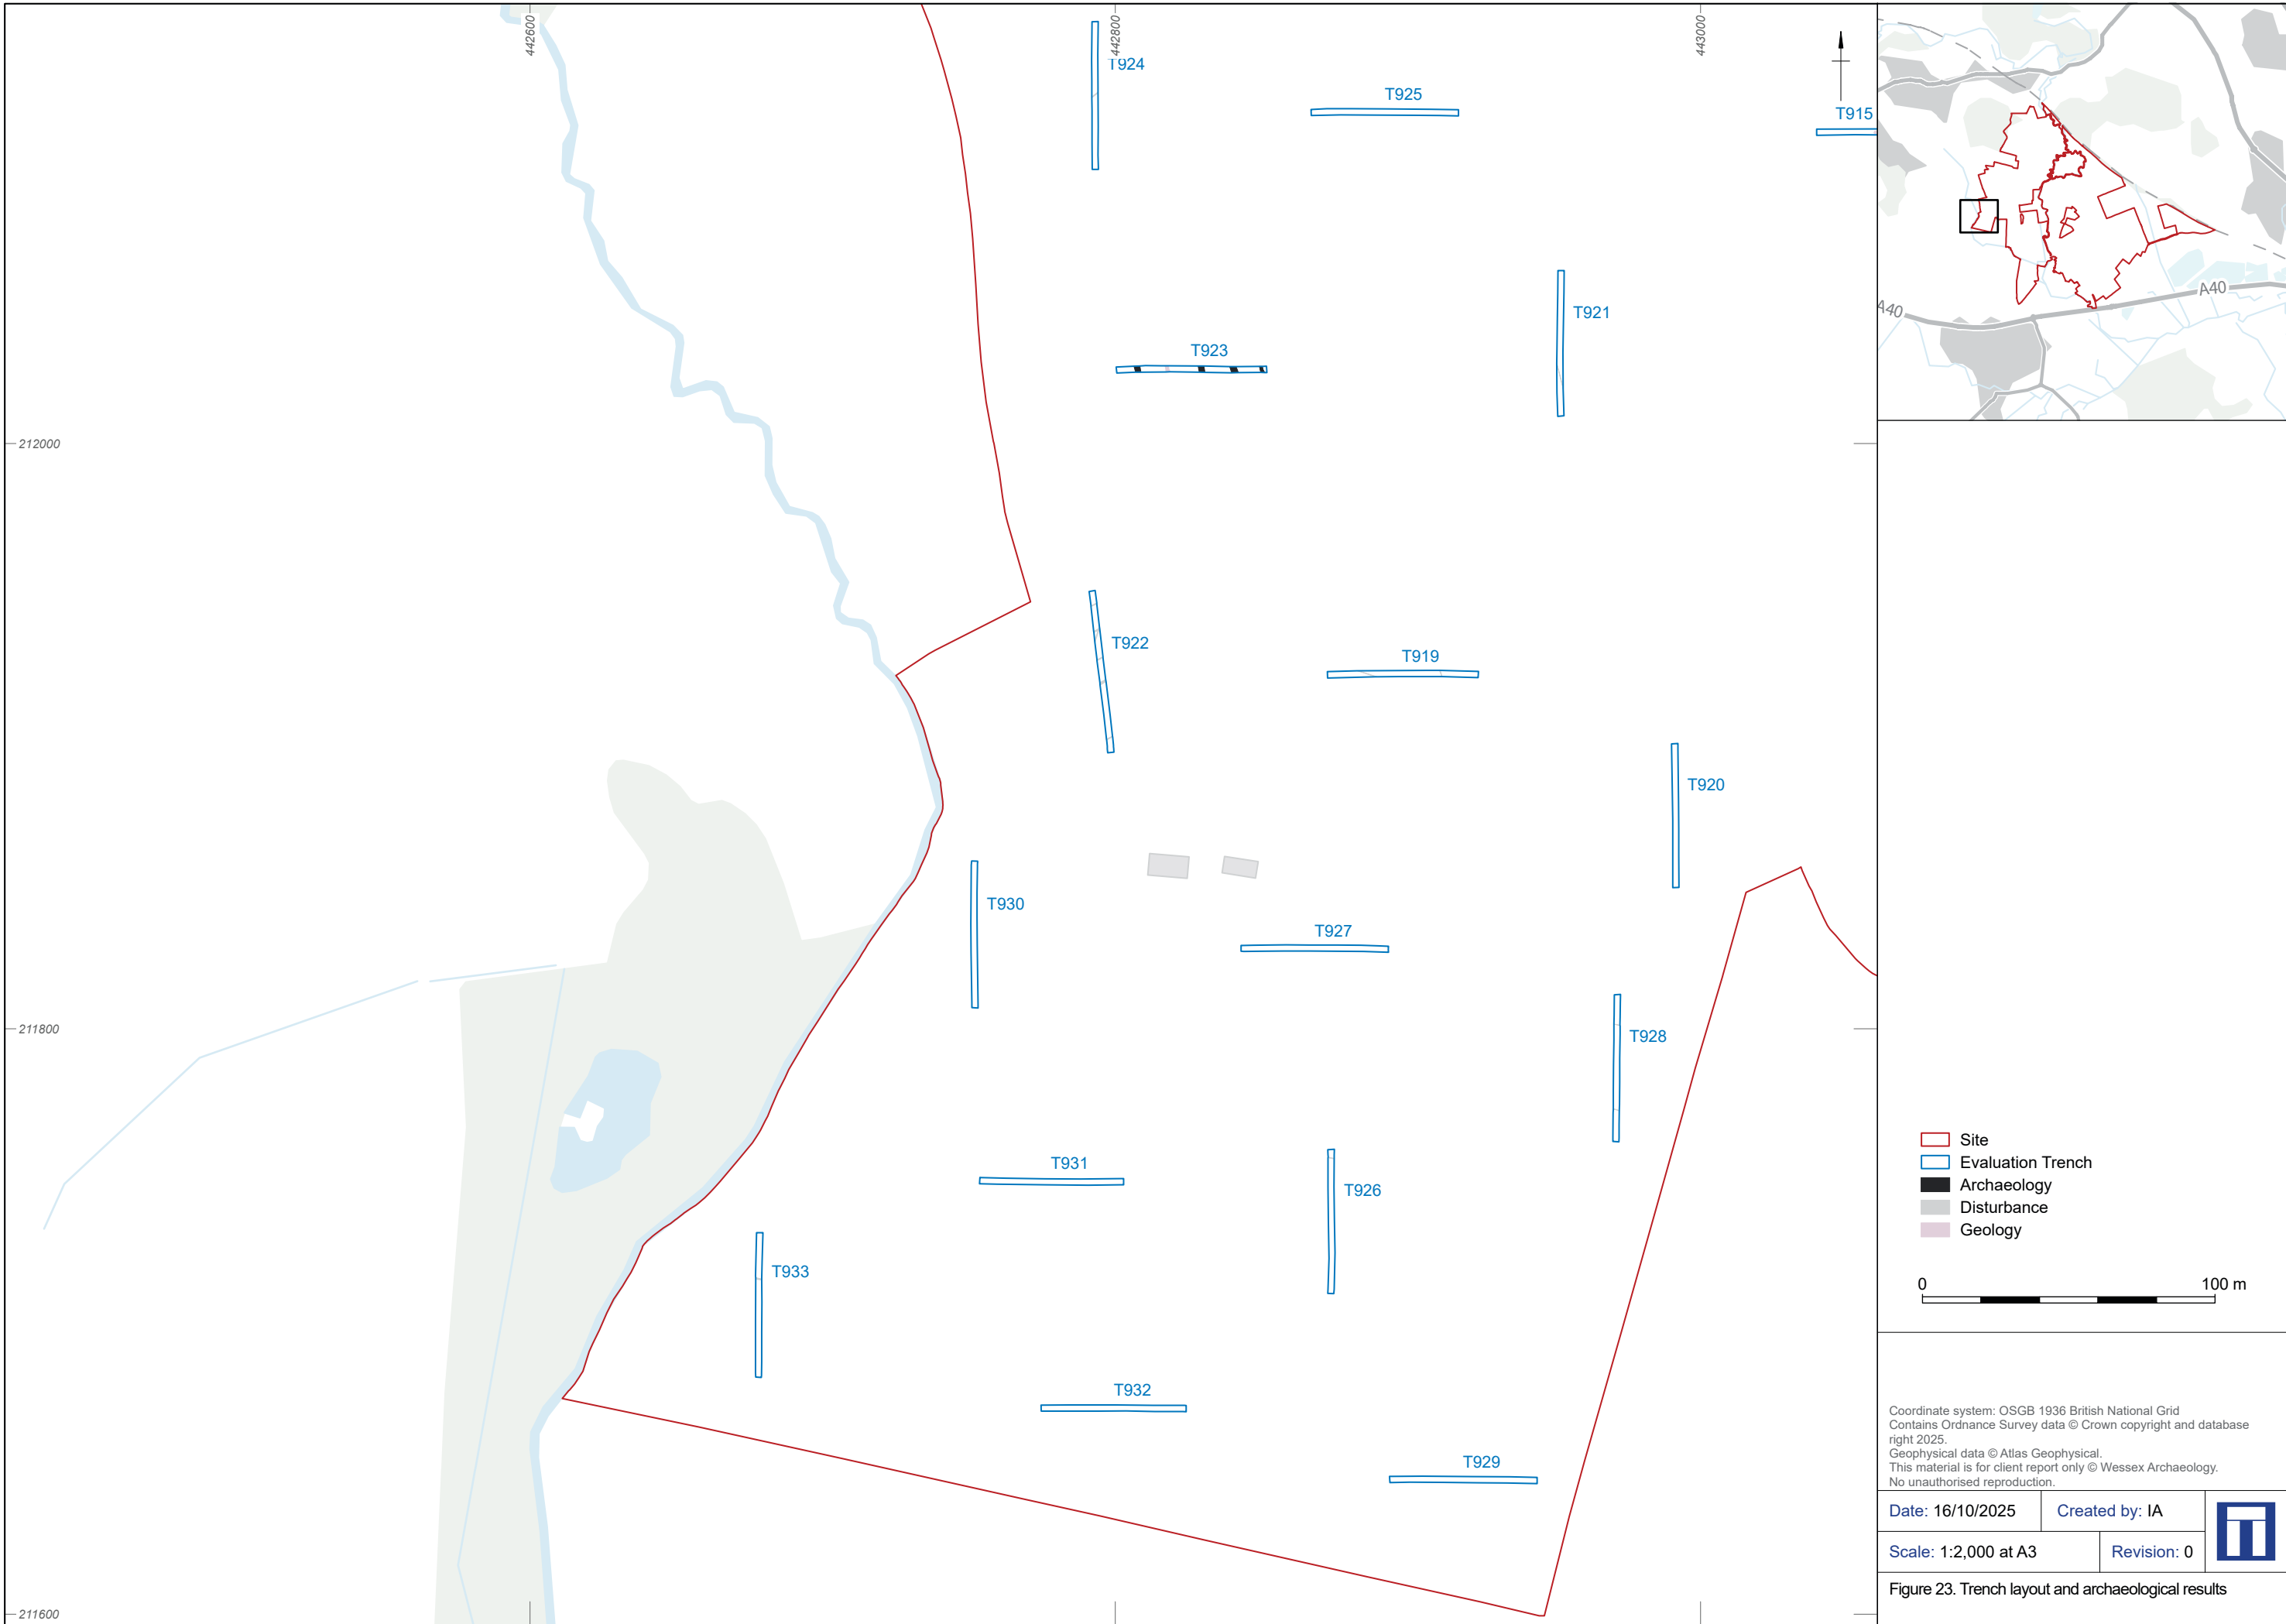 442600
442800
443000
T924
T925
T915
T921
T923
212000
T922
T919
T920
T930
T927
211800
T928
T931
T926
T933
T932
T929
211600
A40
A40
Site
Evaluation Trench
Archaeology
Disturbance
Geology
0 100 m
Coordinate system: OSGB 1936 British National Grid
Contains Ordnance Survey data © Crown copyright and database
right 2025.
Geophysical data © Atlas Geophysical.
This material is for client report only © Wessex Archaeology.
No unauthorised reproduction.
Date: 16/10/2025 Created by: IA
Scale: 1:2,000 at A3 Revision: 0
Figure 23. Trench layout and archaeological results